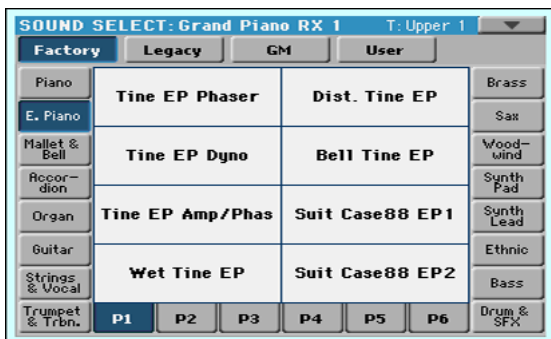 SOUND SELECT:Grand Piano RX 1 T:Upper 1
Factory Legacy GM User
Piano
E. Piano
Mallet &
Bell
Accor-
dion
Organ
Guitar
Strings
& Vocal
Trumpet
& Trbn.
Tine EP Phaser
Dist. Tine EP
Tine EP Dyno
Bell Tine EP
Tine EP Amp/Phas
Suit Case88 EP1
Wet Tine EP
Suit Case88 EP2
Brass
Sax
Wood-
wind
Synth
Pad
Synth
Lead
Ethnic
Bass
Drum &
SFX
P1 P2 P3 P4 P5 P6